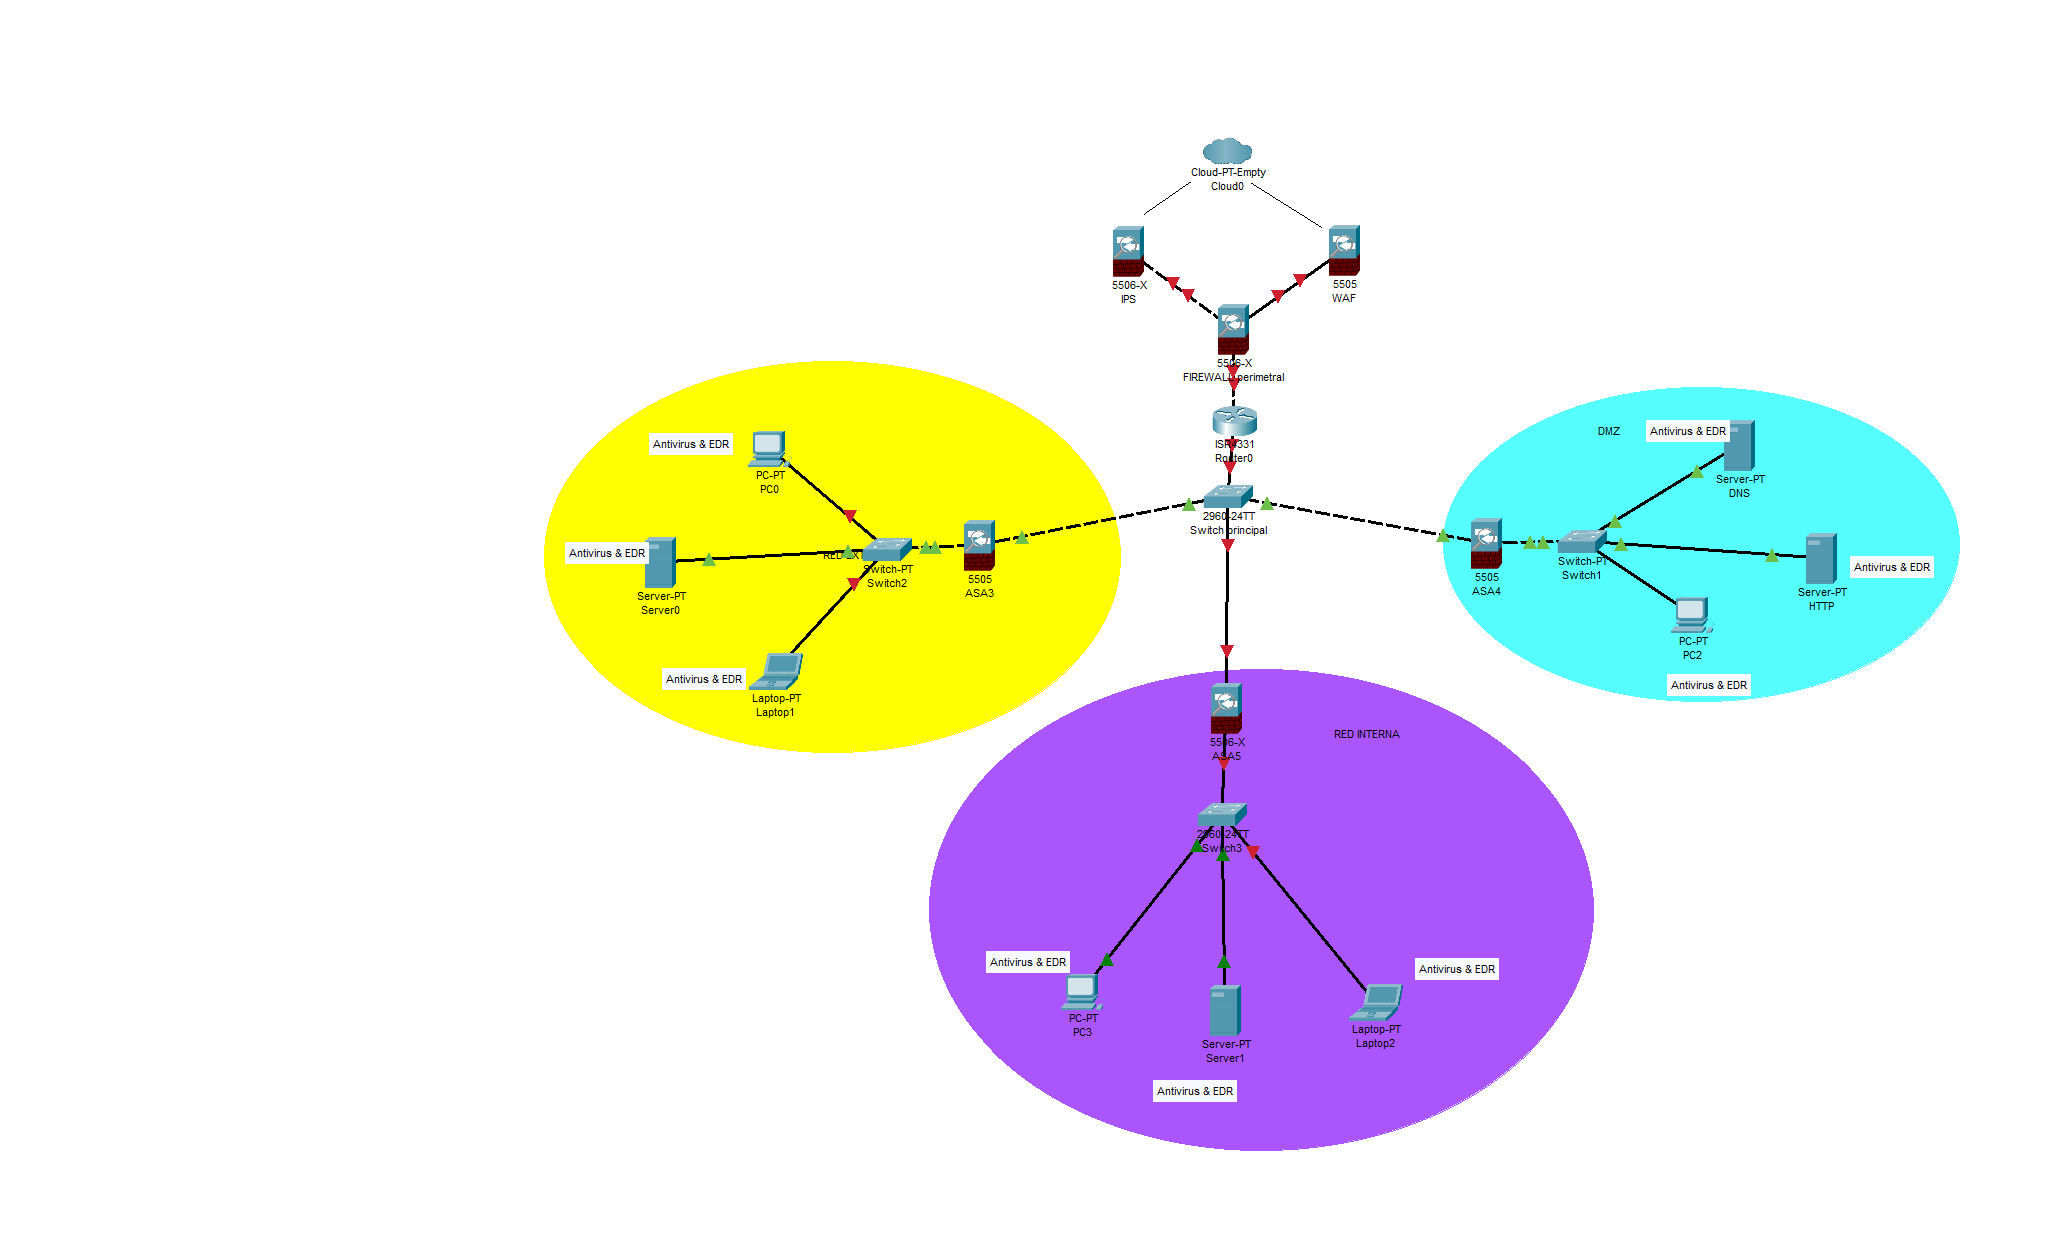 Cloud-PT-Empty
Cloud0
5506-X
IPS
5505
WAF
5506-X
FIREWALL perimetral
ISR4331
Router0
2960-24TT
Switch principal
Antivirus & EDR
PC-PT
PC0
Antivirus & EDR
Server-PT
Server0
RED EXT
Switch-PT
Switch2
5505
ASA3
Antivirus & EDR
Laptop-PT
Laptop1
DMZ
Antivirus & EDR
Server-PT
DNS
5505
ASA4
Switch-PT
Switch1
Server-PT
HTTP
Antivirus & EDR
PC-PT
PC2
Antivirus & EDR
RED INTERNA
5506-X
ASA5
2960-24TT
Switch3
Antivirus & EDR
PC-PT
PC3
Server-PT
Server1
Antivirus & EDR
Antivirus & EDR
Laptop-PT
Laptop2